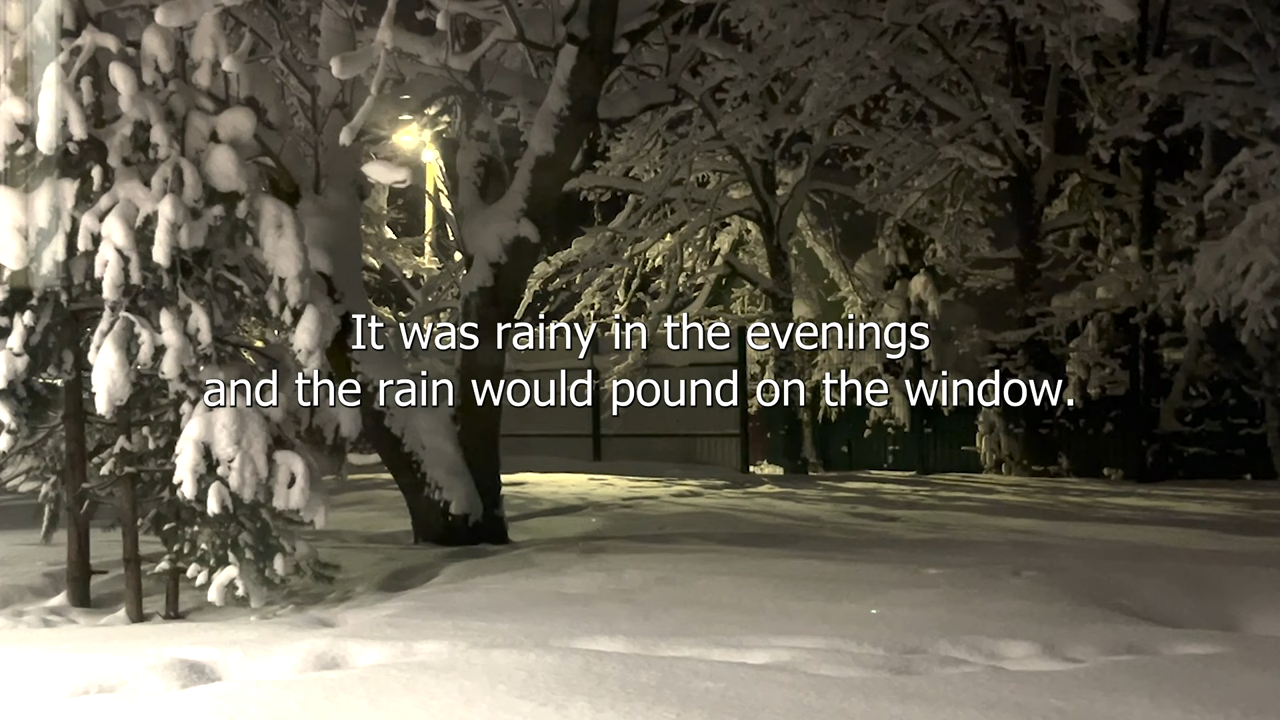 It was rainy in the evenings
and the rain would pound on the window.